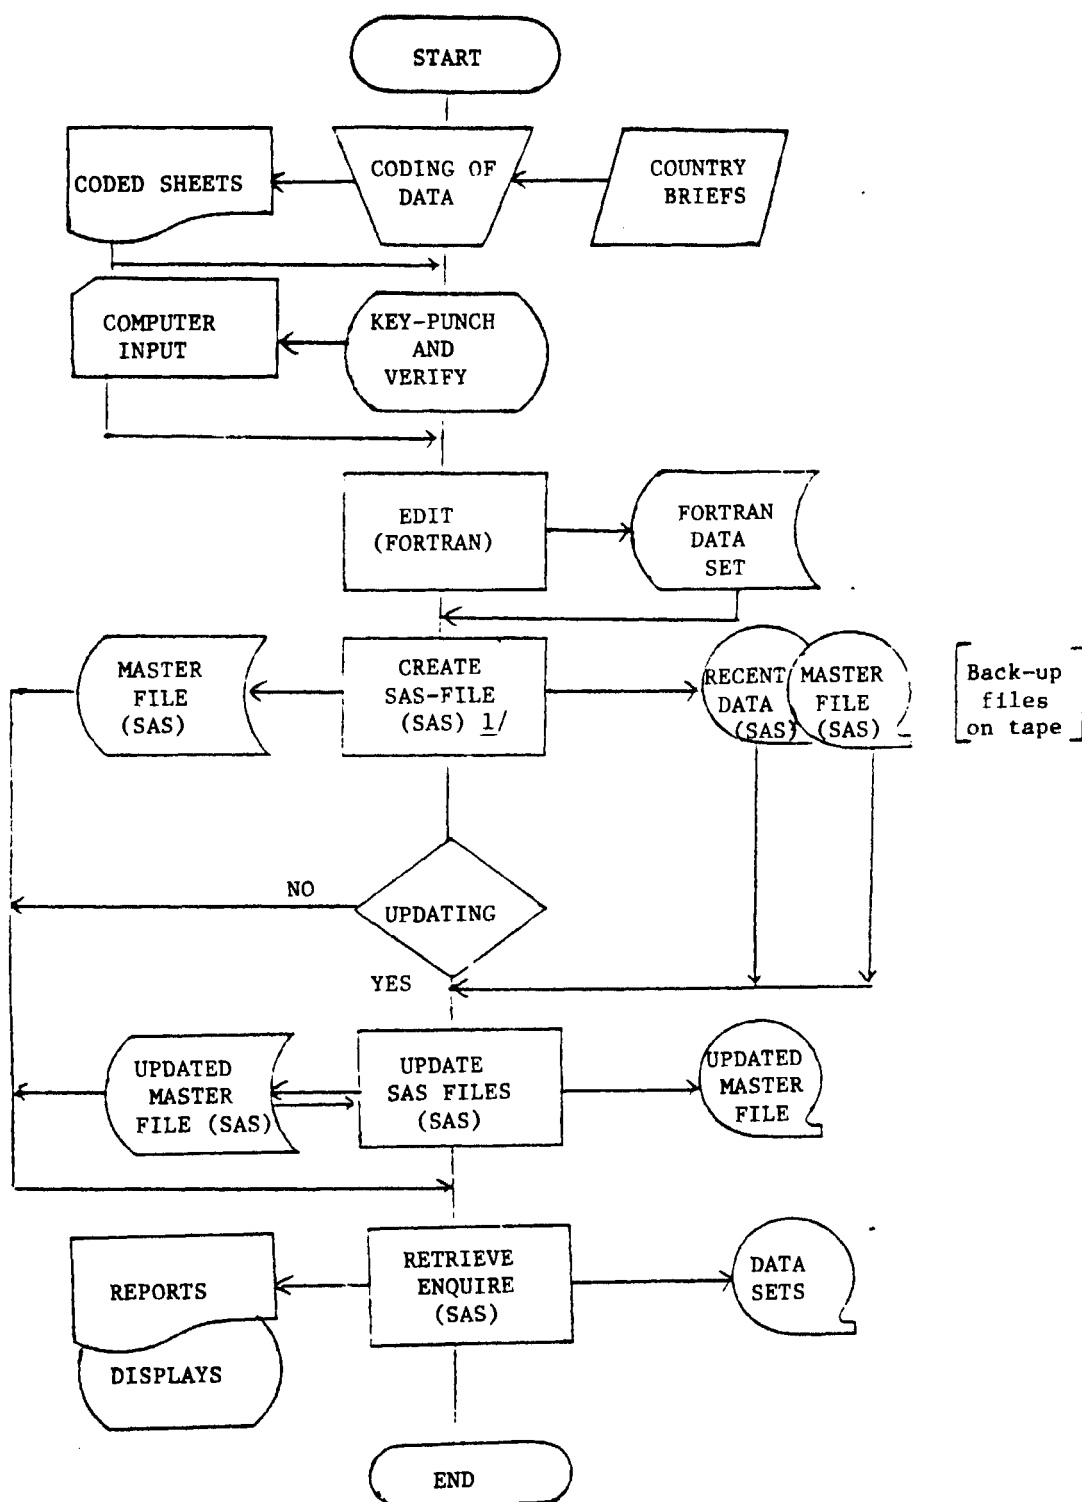 START
CODED SHEETS
CODING OF
DATA
COUNTRY
BRIEFS
COMPUTER
INPUT
KEY-PUNCH
AND
VERIFY
EDIT
(FORTRAN)
FORTRAN
DATA
SET
MASTER
FILE
(SAS)
CREATE
SAS-FILE
(SAS) 1/
RECENT
DATA
(SAS)
MASTER
FILE
(SAS)
Back-up
files
on tape
NO
UPDATING
YES
UPDATED
MASTER
FILE (SAS)
UPDATE
SAS FILES
(SAS)
UPDATED
MASTER
FILE
REPORTS
DISPLAYS
RETRIEVE
ENQUIRE
(SAS)
DATA
SETS
END